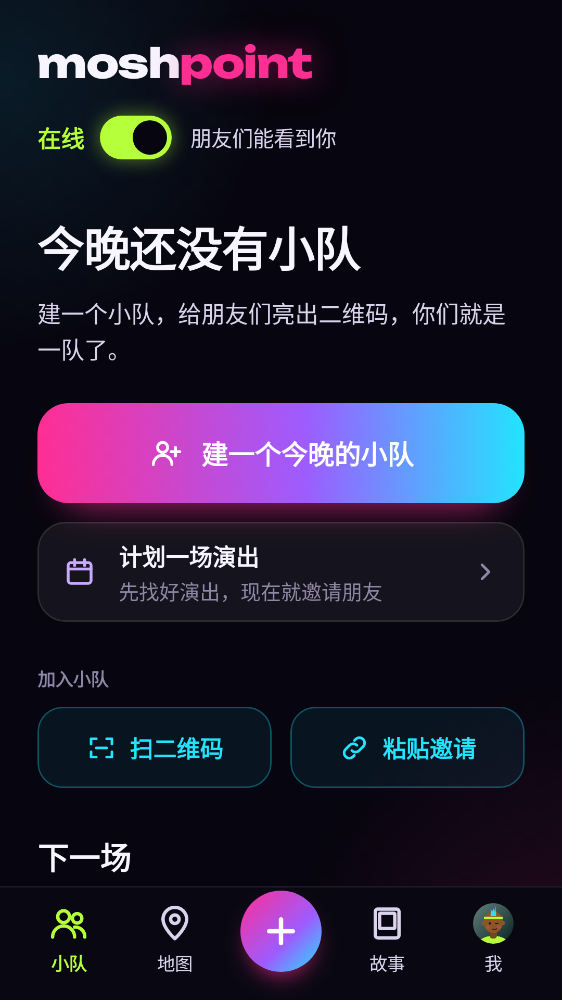 moshpoint
在线
朋友们能看到你
今晚还没有小队
建一个小队，给朋友们亮出二维码，你们就是
一队了。
建一个今晚的小队
计划一场演出
先找好演出，现在就邀请朋友
加入小队
扫二维码
粘贴邀请
下一场
小队
地图
故事
我